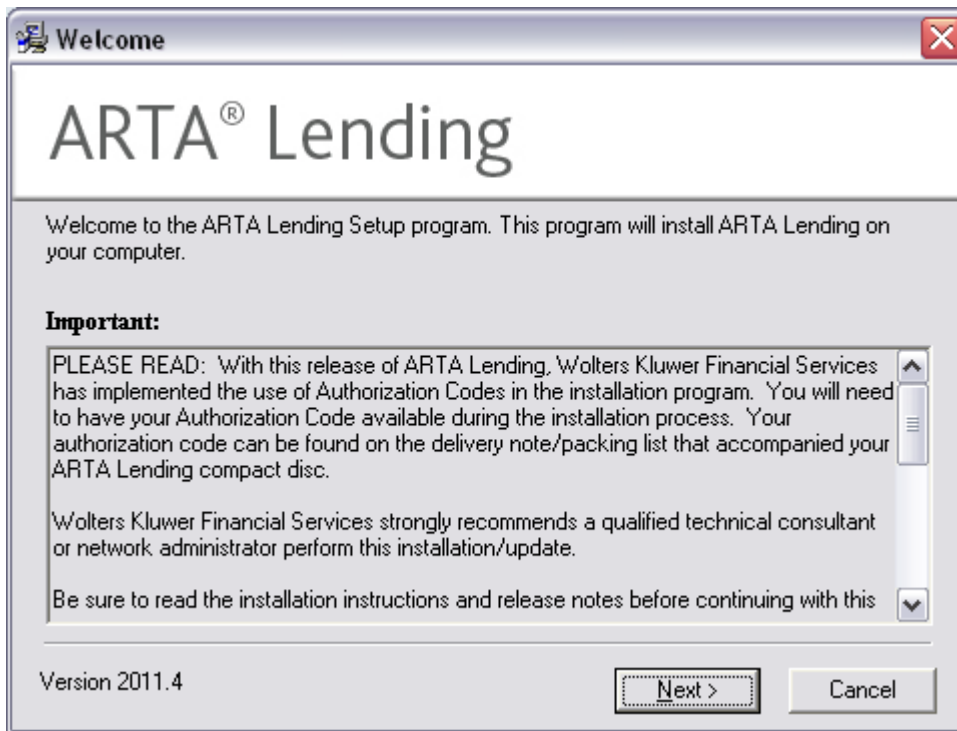 Welcome
ARTA® Lending
Welcome to the ARTA Lending Setup program. This program will install ARTA Lending on
your computer.
Important:
PLEASE READ:  With this release of ARTA Lending, Wolters Kluwer Financial Services
has implemented the use of Authorization Codes in the installation program.  You will need
to have your Authorization Code available during the installation process.  Your
authorization code can be found on the delivery note/packing list that accompanied your
ARTA Lending compact disc.
Wolters Kluwer Financial Services strongly recommends a qualified technical consultant
or network administrator perform this installation/update.
Be sure to read the installation instructions and release notes before continuing with this
Version 2011.4
Next >
Cancel